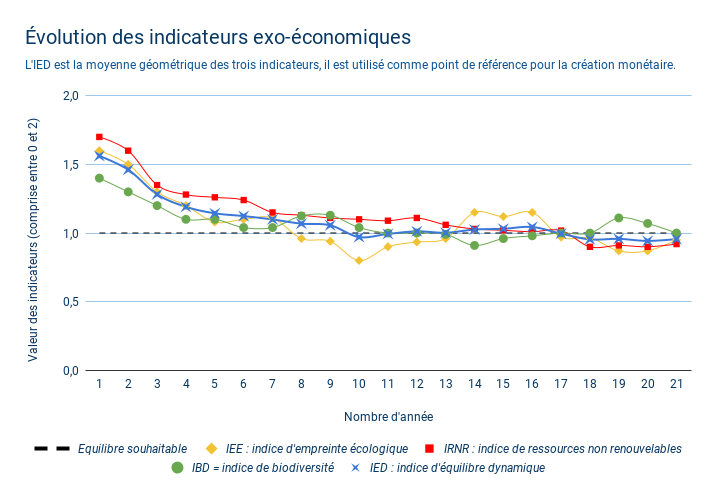 Évolution des indicateurs exo-économiques
L'IED est la moyenne géométrique des trois indicateurs, il est utilisé comme point de référence pour la création monétaire.
Valeur des indicateurs (comprise entre 0 et 2)
2,0
1,5
1,0
0,5
0,0
1 2 3 4 5 6 7 8 9 10 11 12 13 14 15 16 17 18 19 20 21
Nombre d'année
Equilibre souhaitable IEE : indice d'empreinte écologique IRNR : indice de ressources non renouvelables
IBD = indice de biodiversité IED : indice d'équilibre dynamique